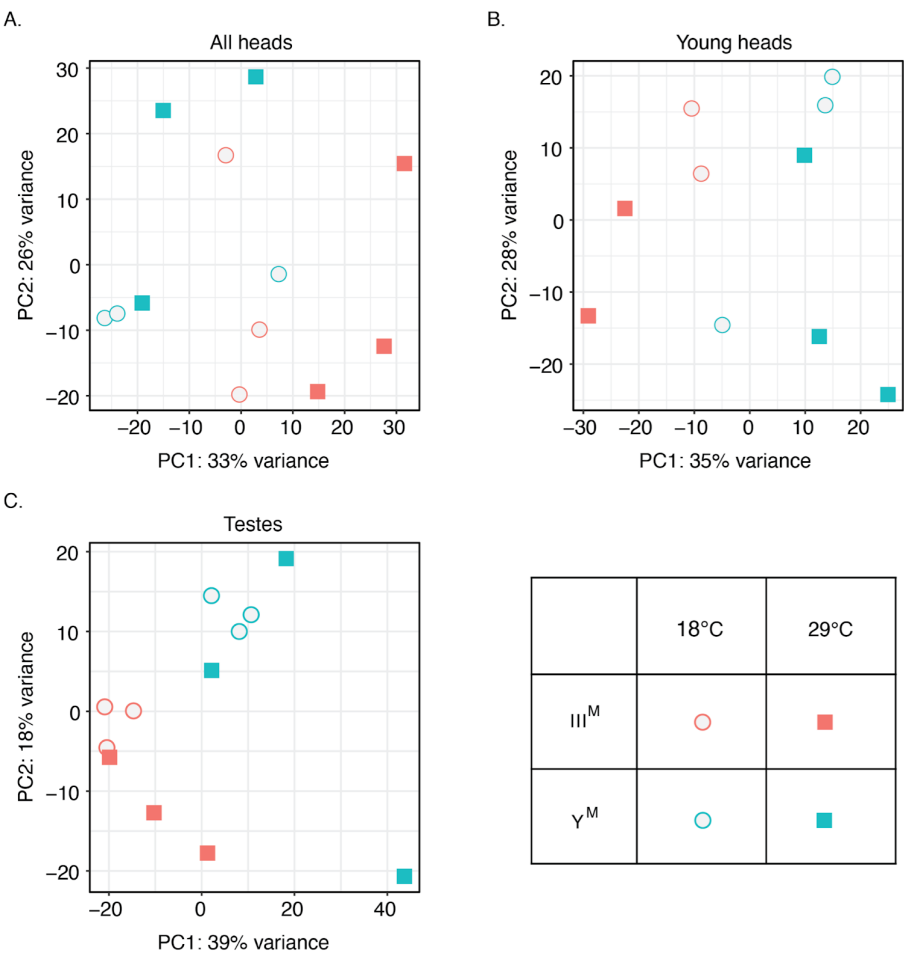 A.
All heads
30
20
10
0
−10
−20
PC2: 26% variance
−20 −10 0 10 20 30
PC1: 33% variance
B.
Young heads
20
10
0
−10
−20
PC2: 28% variance
−30 −20 −10 0 10 20
PC1: 35% variance
C.
Testes
20
10
0
−10
−20
PC2: 18% variance
−20 0 20 40
PC1: 39% variance
18°C 29°C
IIIᴹ
Yᴹ